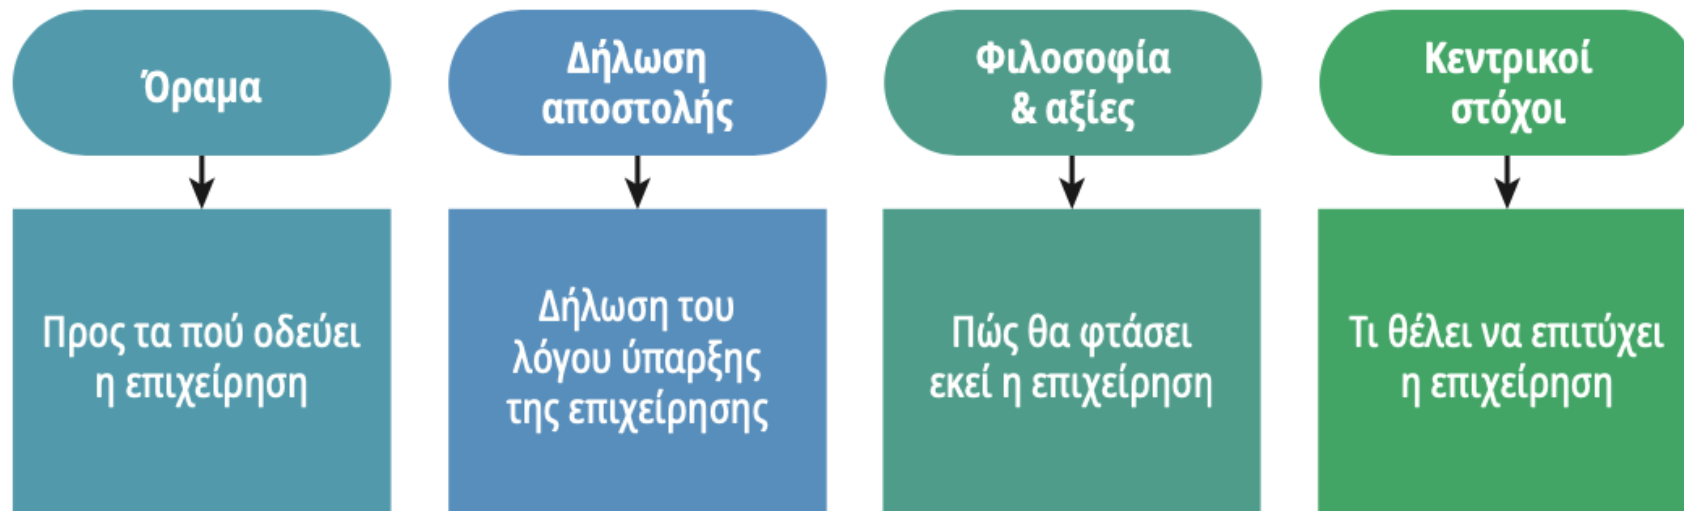 Όραμα
Δήλωση
αποστολής
Φιλοσοφία
& αξίες
Κεντρικοί
στόχοι
Προς τα πού οδεύει
η επιχείρηση
Δήλωση του
λόγου ύπαρξης
της επιχείρησης
Πώς θα φτάσει
εκεί η επιχείρηση
Τι θέλει να επιτύχει
η επιχείρηση